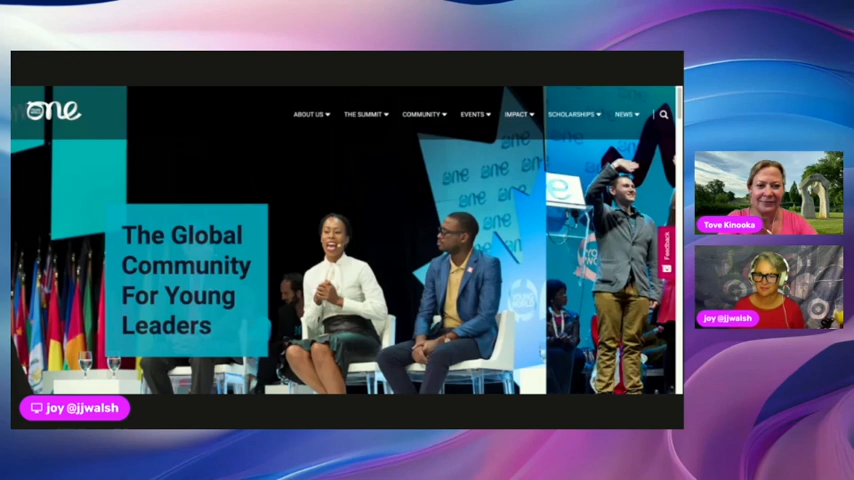 ONE
ABOUT US
THE SUMMIT
COMMUNITY
EVENTS
IMPACT
SCHOLARSHIPS
NEWS
The Global
Community
For Young
Leaders
Feedback
Tove Kinooka
joy @jjwalsh
joy @jjwalsh